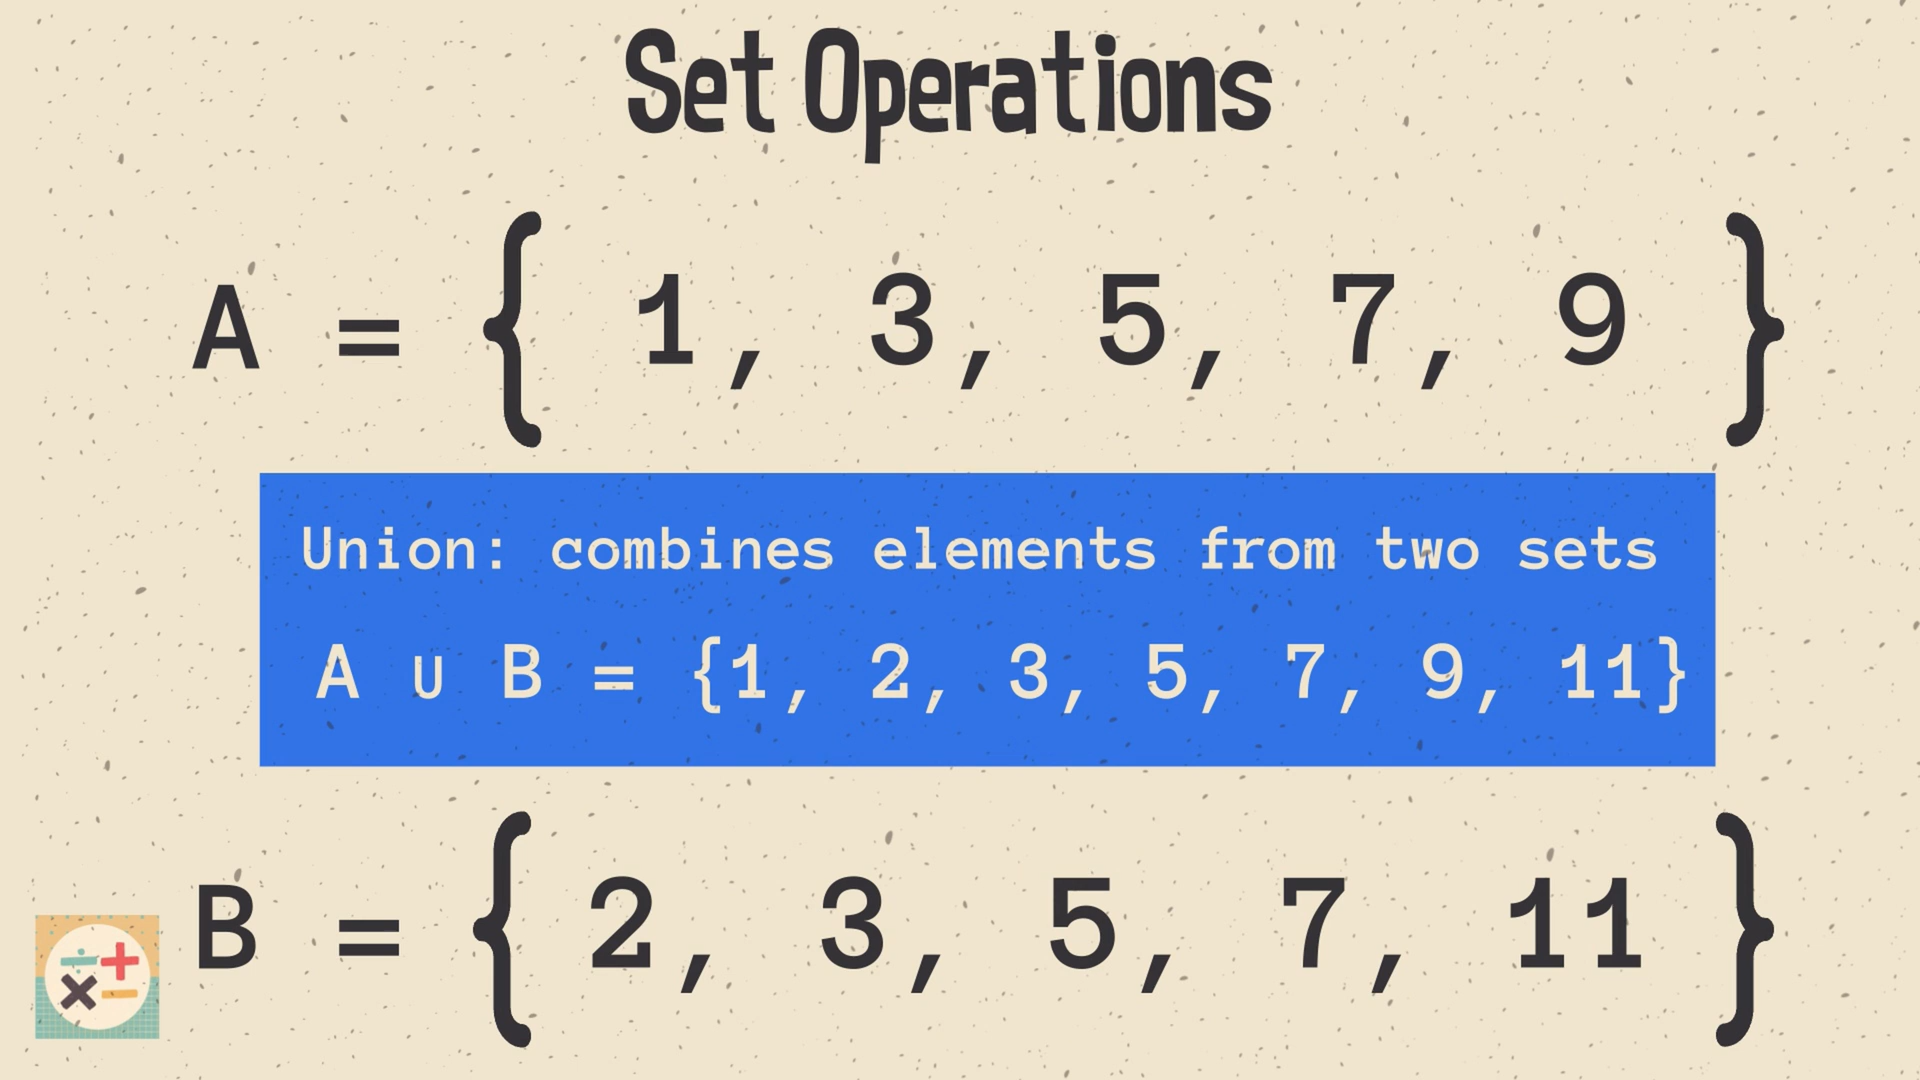 Set Operations
A = { 1, 3, 5, 7, 9 }
Union: combines elements from two sets
A ∪ B = {1, 2, 3, 5, 7, 9, 11}
B = { 2, 3, 5, 7, 11 }